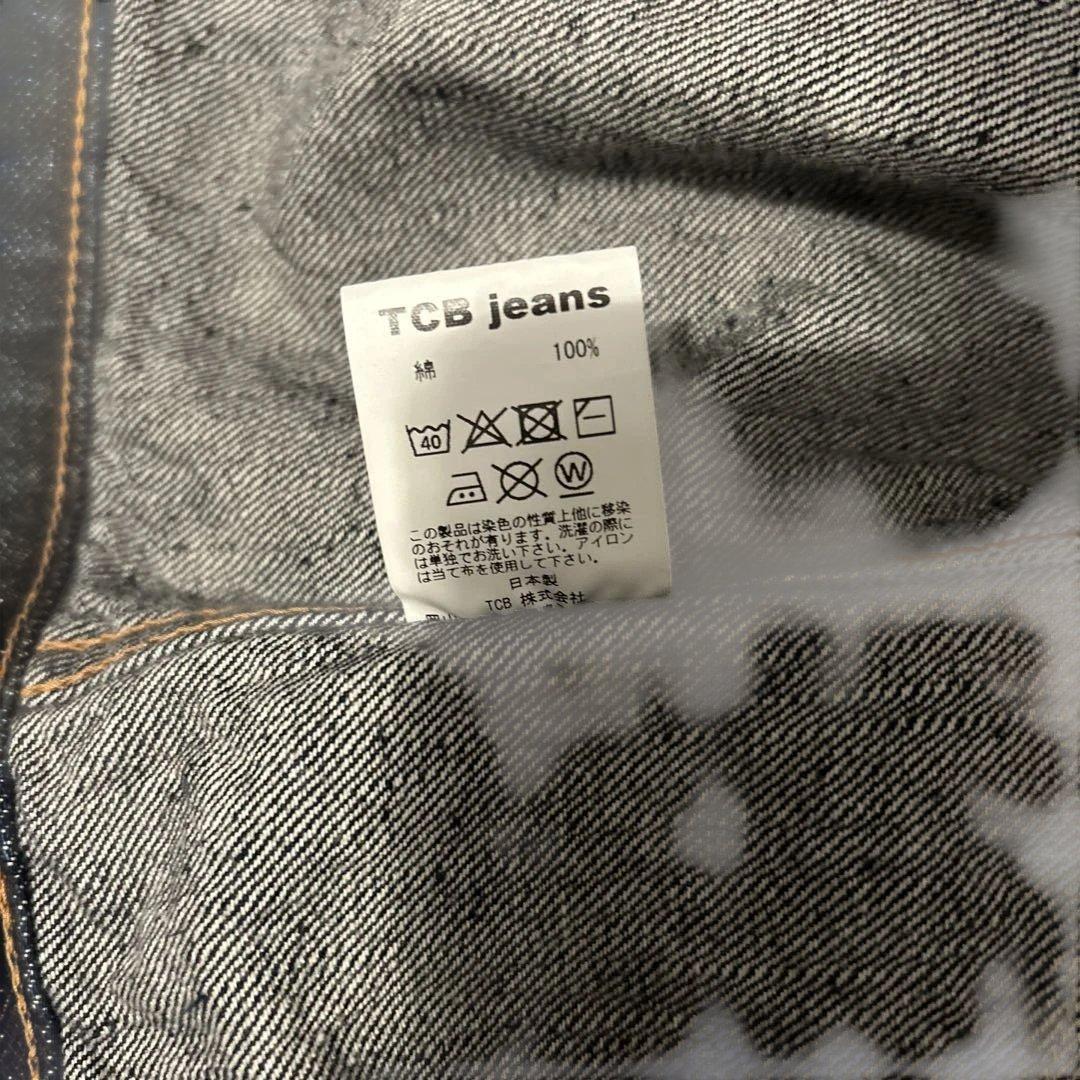 TCB jeans
綿 100%
40
W
この製品は染色の性質上他に移染
のおそれが有ります。洗濯の際に
は単独でお洗い下さい。アイロン
は当て布を使用して下さい。
日本製
TCB 株式会社